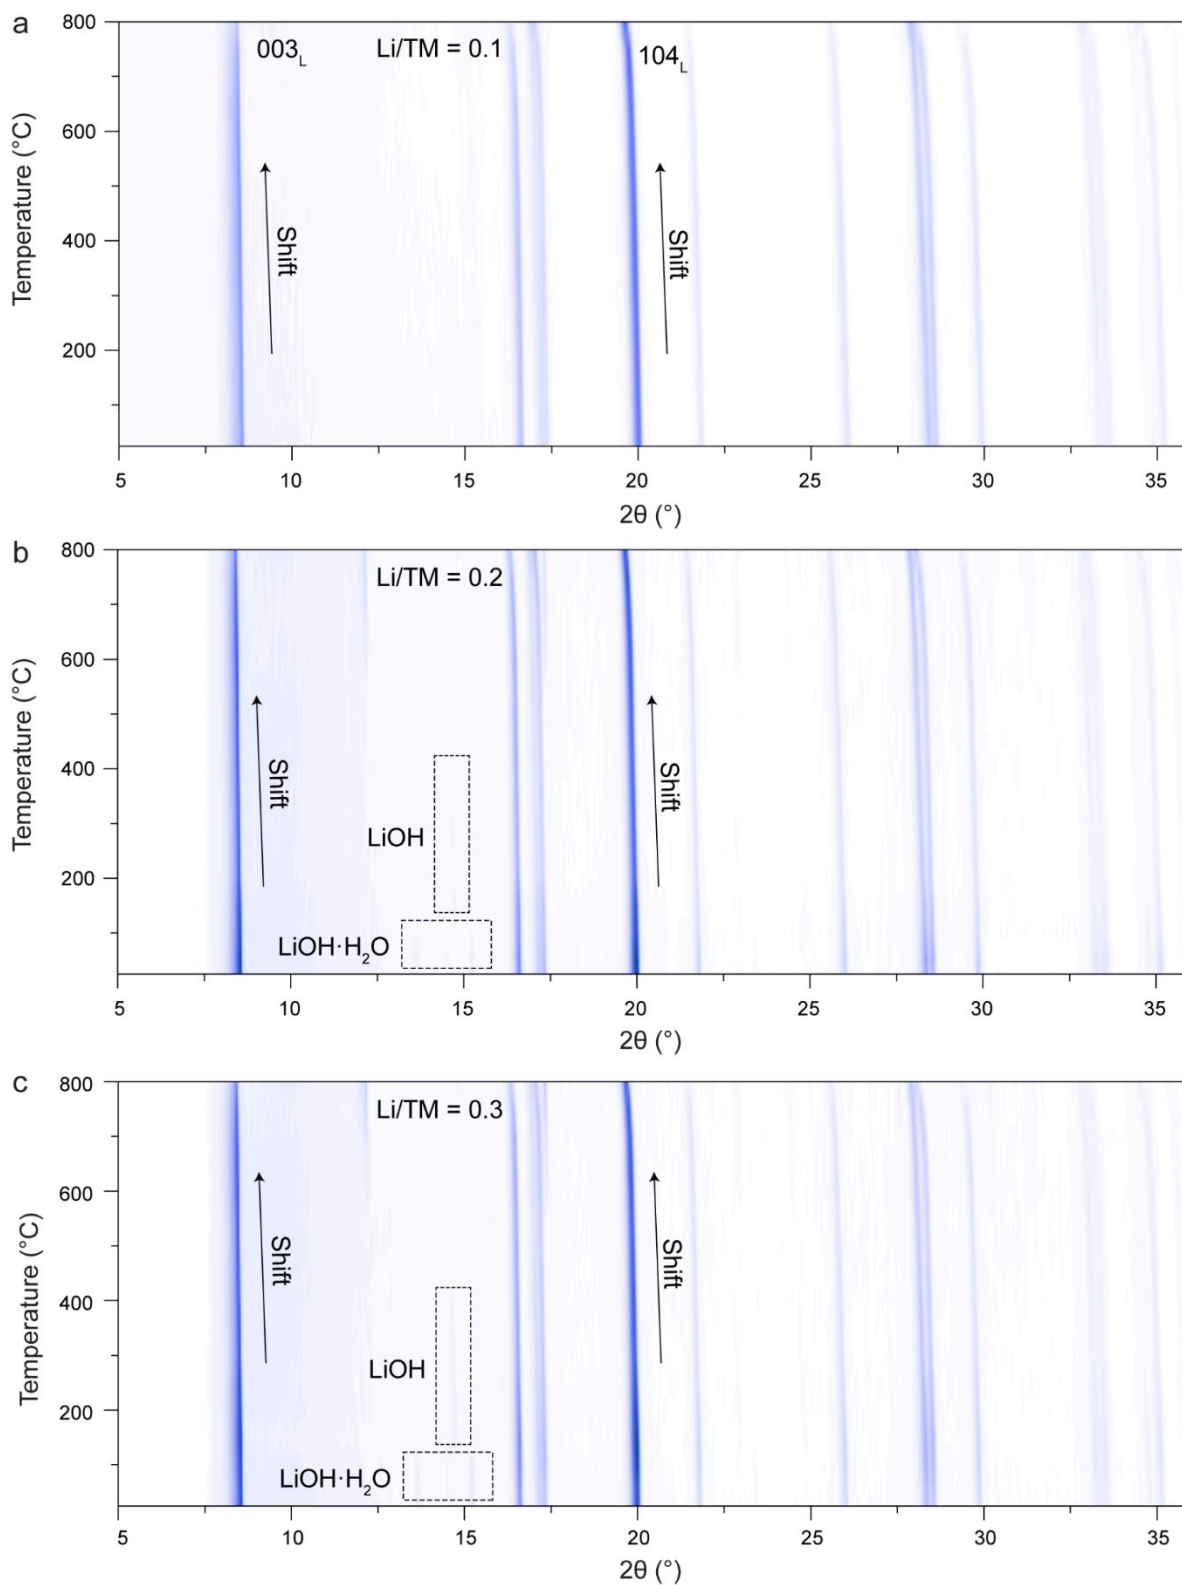 a
003L
Li/TM = 0.1
104L
Shift
Shift
Temperature (°C)
800
600
400
200
5
10
15
20
25
30
35
2θ (°)
b
Li/TM = 0.2
Shift
Shift
LiOH
LiOH·H₂O
Temperature (°C)
800
600
400
200
5
10
15
20
25
30
35
2θ (°)
c
Li/TM = 0.3
Shift
Shift
LiOH
LiOH·H₂O
Temperature (°C)
800
600
400
200
5
10
15
20
25
30
35
2θ (°)